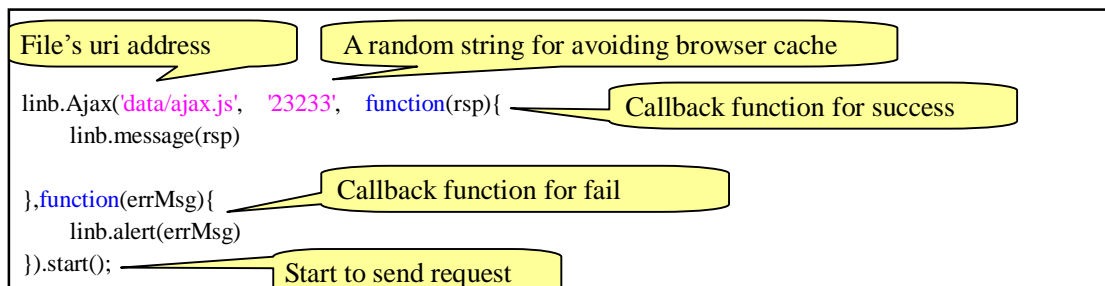 File's uri address
A random string for avoiding browser cache
linb.Ajax('data/ajax.js', '23233', function(rsp){
Callback function for success
linb.message(rsp)
Callback function for fail
},function(errMsg){
linb.alert(errMsg)
}).start();
Start to send request